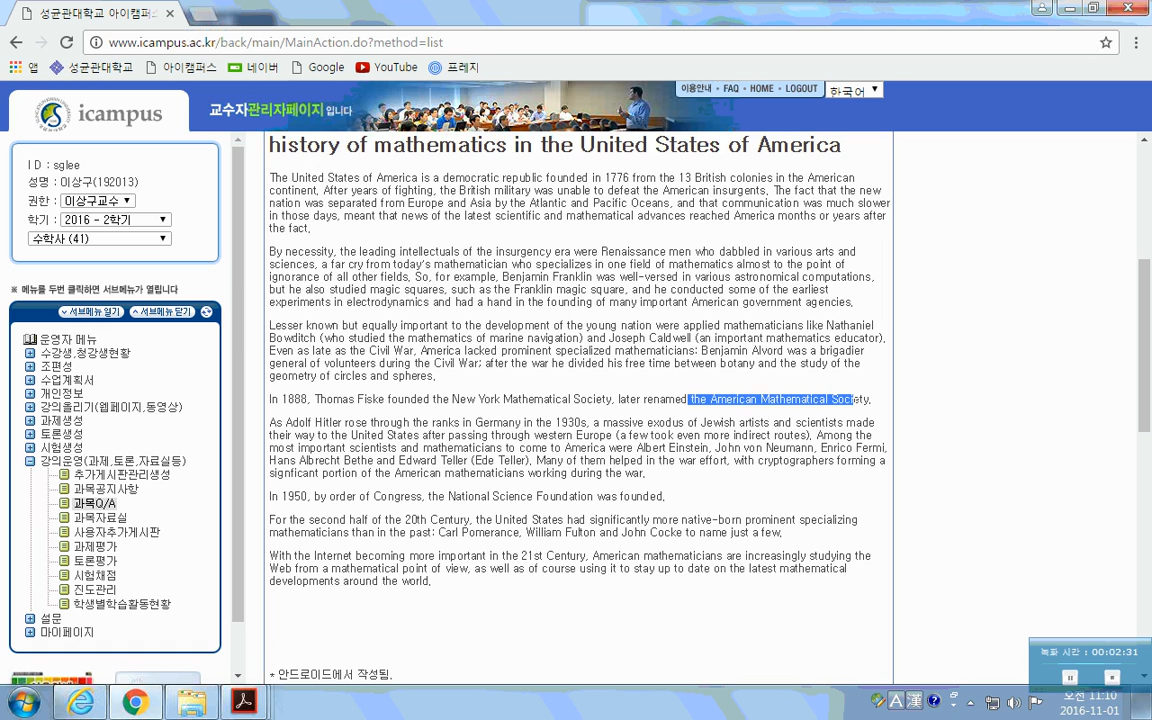 성균관대학교 아이캠퍼스
www.icampus.ac.kr/back/main/MainAction.do?method=list
앱 성균관대학교 아이캠퍼스 네이버 Google YouTube 프레지
icampus 교수자관리자페이지입니다 이용안내 • FAQ • HOME • LOGOUT 한국어
I D : sglee
성명 : 이상구(192013)
권한 : 이상구교수
학기 : 2016 - 2학기
수학사 (41)
※ 메뉴를 두번 클릭하면 서브메뉴가 열립니다
서브메뉴 열기 서브메뉴 닫기
운영자 메뉴
수강생,청강생현황
조편성
수업계획서
개인정보
강의올리기(웹페이지,동영상)
과제생성
토론생성
시험생성
강의운영(과제,토론,자료실등)
추가게시판관리생성
과목공지사항
과목Q/A
과목자료실
사용자추가게시판
과제평가
토론평가
시험채점
진도관리
학생별학습활동현황
설문
마이페이지
history of mathematics in the United States of America
The United States of America is a democratic republic founded in 1776 from the 13 British colonies in the American
continent. After years of fighting, the British military was unable to defeat the American insurgents. The fact that the new
nation was separated from Europe and Asia by the Atlantic and Pacific Oceans, and that communication was much slower
in those days, meant that news of the latest scientific and mathematical advances reached America months or years after
the fact.
By necessity, the leading intellectuals of the insurgency era were Renaissance men who dabbled in various arts and
sciences, a far cry from today's mathematician who specializes in one field of mathematics almost to the point of
ignorance of all other fields. So, for example, Benjamin Franklin was well-versed in various astronomical computations,
but he also studied magic squares, such as the Franklin magic square, and he conducted some of the earliest
experiments in electrodynamics and had a hand in the founding of many important American government agencies.
Lesser known but equally important to the development of the young nation were applied mathematicians like Nathaniel
Bowditch (who studied the mathematics of marine navigation) and Joseph Caldwell (an important mathematics educator).
Even as late as the Civil War, America lacked prominent specialized mathematicians: Benjamin Alvord was a brigadier
general of volunteers during the Civil War; after the war he divided his free time between botany and the study of the
geometry of circles and spheres.
In 1888, Thomas Fiske founded the New York Mathematical Society, later renamed the American Mathematical Society.
As Adolf Hitler rose through the ranks in Germany in the 1930s, a massive exodus of Jewish artists and scientists made
their way to the United States after passing through western Europe (a few took even more indirect routes). Among the
most important scientists and mathematicians to come to America were Albert Einstein, John von Neumann, Enrico Fermi,
Hans Albrecht Bethe and Edward Teller (Ede Teller). Many of them helped in the war effort, with cryptographers forming a
signficant portion of the American mathematicians working during the war.
In 1950, by order of Congress, the National Science Foundation was founded.
For the second half of the 20th Century, the United States had significantly more native-born prominent specializing
mathematicians than in the past: Carl Pomerance, William Fulton and John Cocke to name just a few.
With the Internet becoming more important in the 21st Century, American mathematicians are increasingly studying the
Web from a mathematical point of view, as well as of course using it to stay up to date on the latest mathematical
developments around the world.
* 안드로이드에서 작성됨.
녹화 시간 : 00:02:31
A 漢
오전 11:10
2016-11-01